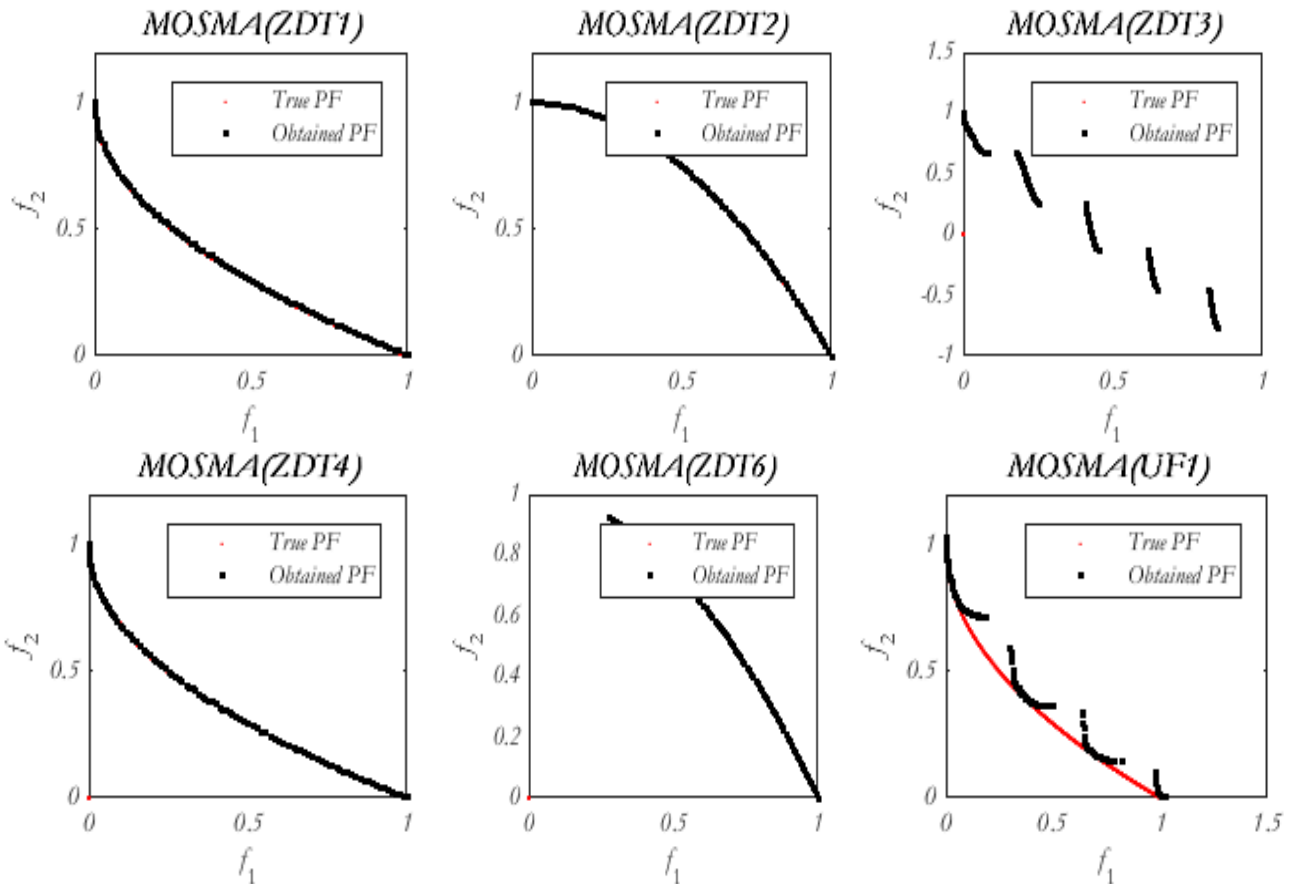 MOSMA(ZDT1)
True PF
Obtained PF
1
0.5
0
f2
0
0.5
1
f1
MOSMA(ZDT2)
True PF
Obtained PF
1
0.5
0
f2
0
0.5
1
f1
MOSMA(ZDT3)
True PF
Obtained PF
1.5
1
0.5
0
-0.5
-1
f2
0
0.5
1
f1
MOSMA(ZDT4)
True PF
Obtained PF
1
0.5
0
f2
0
0.5
1
f1
MOSMA(ZDT6)
True PF
Obtained PF
1
0.8
0.6
0.4
0.2
0
f2
0
0.5
1
f1
MOSMA(UF1)
True PF
Obtained PF
1
0.5
0
f2
0
0.5
1
1.5
f1